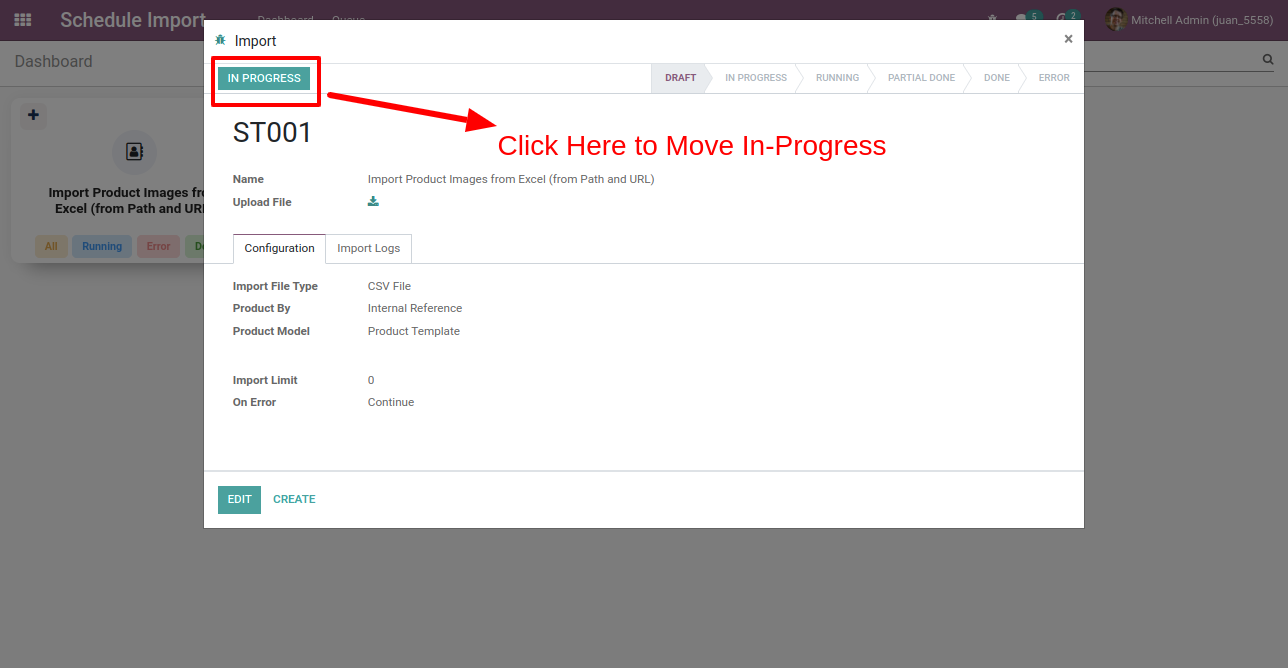 Schedule Import
Dashboard Queue
5
2
Mitchell Admin (juan_5558)
Dashboard
Import
×
IN PROGRESS
DRAFT
IN PROGRESS
RUNNING
PARTIAL DONE
DONE
ERROR
Click Here to Move In-Progress
ST001
Name Import Product Images from Excel (from Path and URL)
Upload File
Configuration
Import Logs
Import File Type CSV File
Product By Internal Reference
Product Model Product Template
Import Limit 0
On Error Continue
EDIT
CREATE
Import Product Images fro
Excel (from Path and URL
All
Running
Error
Do